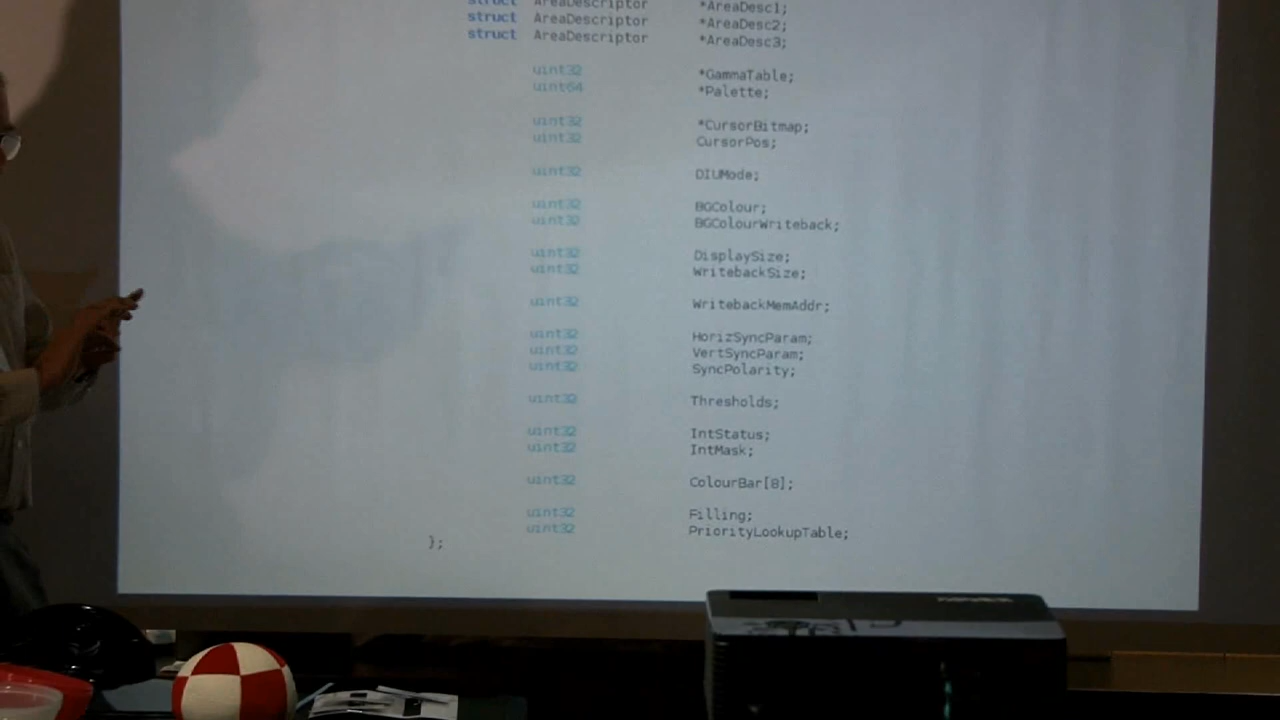 struct AreaDescriptor *AreaDesc1;
struct AreaDescriptor *AreaDesc2;
struct AreaDescriptor *AreaDesc3;
uint32 *GammaTable;
uint64 *Palette;
uint32 *CursorBitmap;
uint32 CursorPos;
uint32 DIUMode;
uint32 BGColour;
uint32 BGColourWriteback;
uint32 DisplaySize;
uint32 WritebackSize;
uint32 WritebackMemAddr;
uint32 HorizSyncParam;
uint32 VertSyncParam;
uint32 SyncPolarity;
uint32 Thresholds;
uint32 IntStatus;
uint32 IntMask;
uint32 ColourBar[8];
uint32 Filling;
uint32 PriorityLookupTable;
};